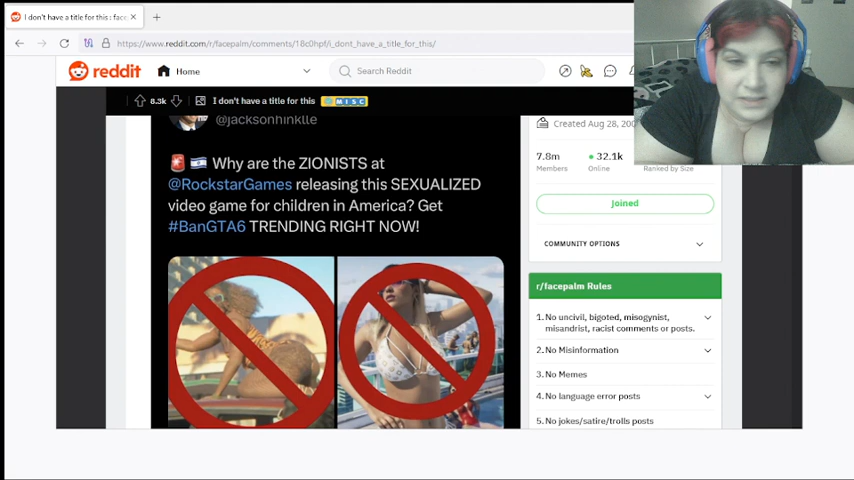 I don't have a title for this : face
https://www.reddit.com/r/facepalm/comments/18c0hpf/i_dont_have_a_title_for_this/
reddit
Home
Search Reddit
8.3k
I don't have a title for this
MISC
@jacksonhinklle
Why are the ZIONISTS at
@RockstarGames releasing this SEXUALIZED
video game for children in America? Get
#BanGTA6 TRENDING RIGHT NOW!
Created Aug 28, 200
7.8m
32.1k
Members
Online
Ranked by Size
Joined
COMMUNITY OPTIONS
r/facepalm Rules
1. No uncivil, bigoted, misogynist,
misandrist, racist comments or posts.
2. No Misinformation
3. No Memes
4. No language error posts
5. No jokes/satire/trolls posts